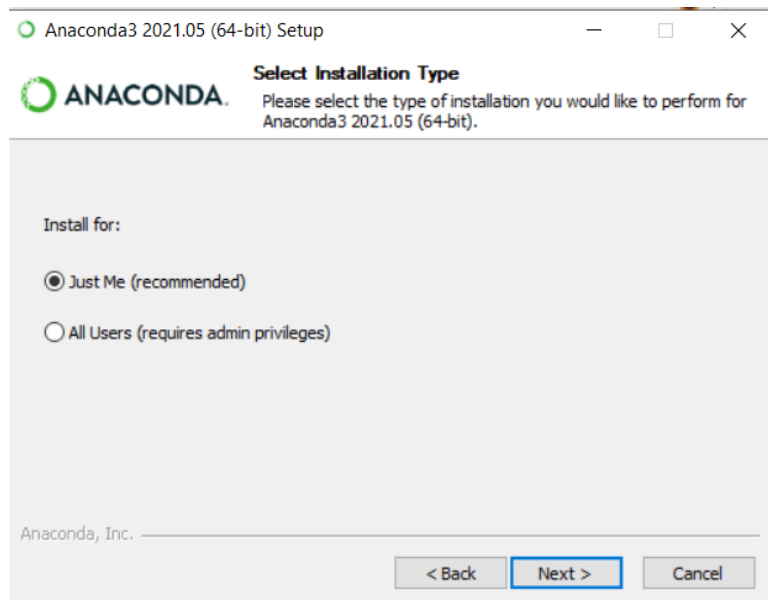 Anaconda3 2021.05 (64-bit) Setup
ANACONDA.
Select Installation Type
Please select the type of installation you would like to perform for
Anaconda3 2021.05 (64-bit).
Install for:
Just Me (recommended)
All Users (requires admin privileges)
Anaconda, Inc.
< Back
Next >
Cancel